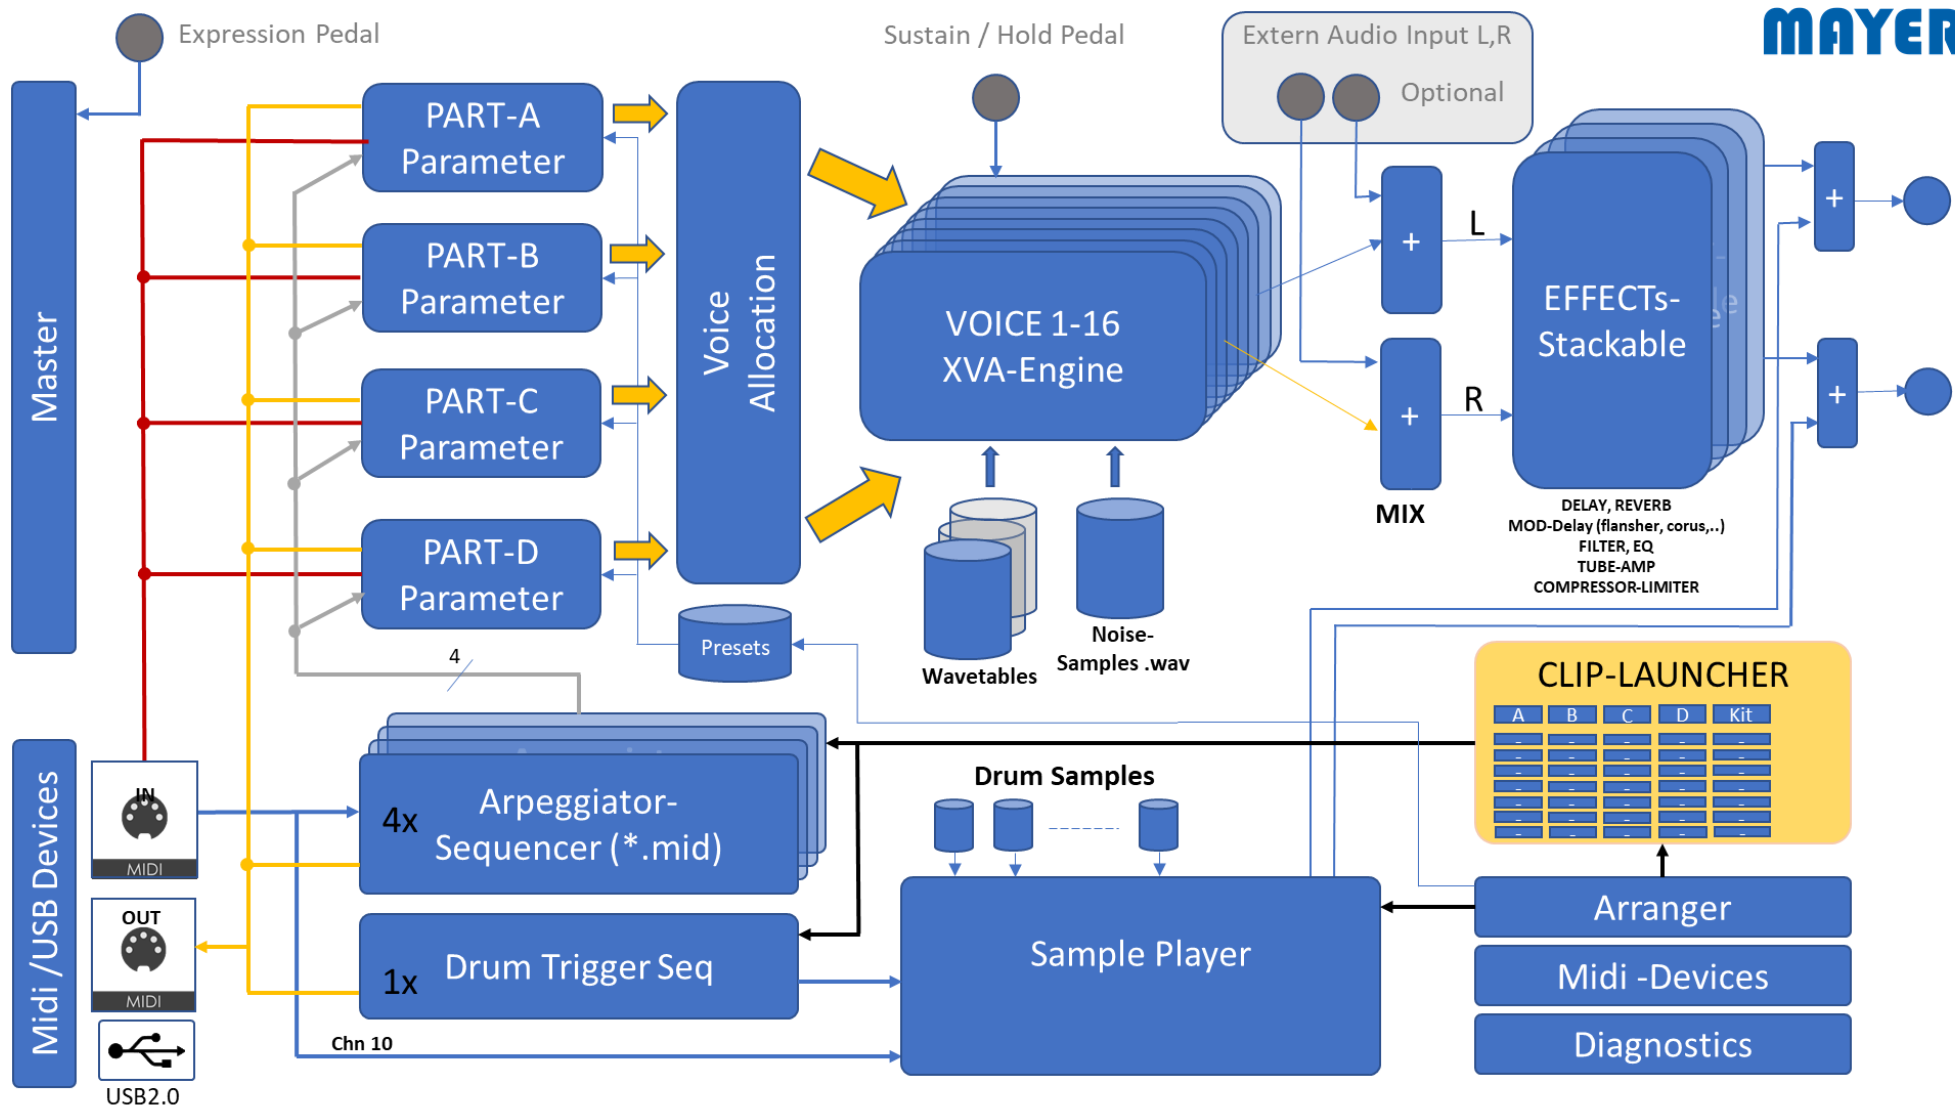 Expression Pedal
Sustain / Hold Pedal
Extern Audio Input L,R
Optional
MAYER
Master
PART-A
Parameter
PART-B
Parameter
PART-C
Parameter
PART-D
Parameter
Voice
Allocation
VOICE 1-16
XVA-Engine
+
L
+
R
MIX
EFFECTs-
Stackable
+
+
DELAY, REVERB
MOD-Delay (flansher, corus,..)
FILTER, EQ
TUBE-AMP
COMPRESSOR-LIMITER
Presets
Wavetables
Noise-
Samples .wav
4
CLIP-LAUNCHER
A B C D Kit
Midi /USB Devices
IN
MIDI
OUT
MIDI
USB2.0
4x
Arpeggiator-
Sequencer (*.mid)
1x
Drum Trigger Seq
Chn 10
Drum Samples
Sample Player
Arranger
Midi -Devices
Diagnostics